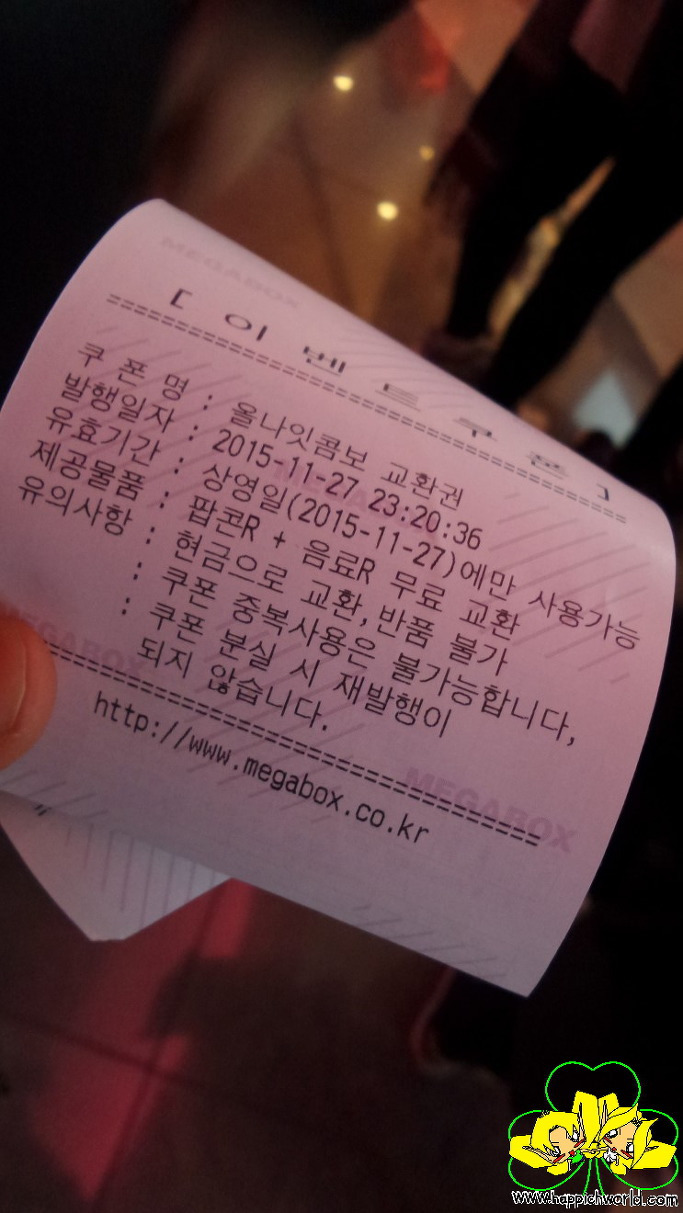 MEGABOX
[ 이 벤 트 쿠 폰 ]
쿠 폰 명 : 올나잇콤보 교환권
발행일자 : 2015-11-27 23:20:36
유효기간 : 상영일(2015-11-27)에만 사용가능
제공물품 : 팝콘R + 음료R 무료 교환
유의사항 : 현금으로 교환,반품 불가
: 쿠폰 중복사용은 불가능합니다,
: 쿠폰 분실 시 재발행이
되지 않습니다.
http://www.megabox.co.kr
MEGABOX
MEGABOX
MEGABOX
www.happichworld.com